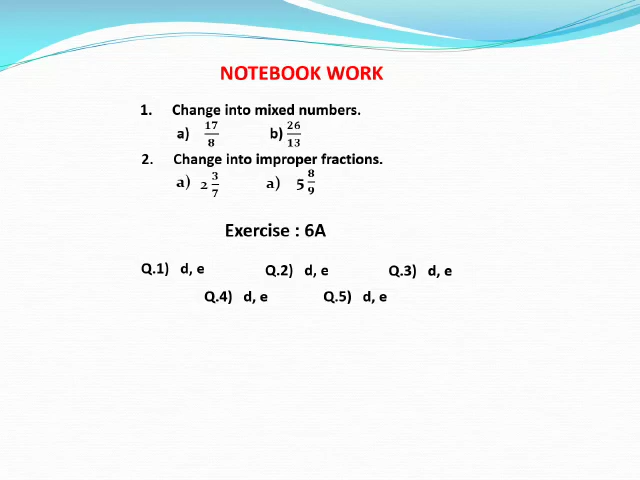 NOTEBOOK WORK
1. Change into mixed numbers.
a) 17/8 b) 26/13
2. Change into improper fractions.
a) 2 3/7 a) 5 8/9
Exercise : 6A
Q.1) d, e Q.2) d, e Q.3) d, e
Q.4) d, e Q.5) d, e